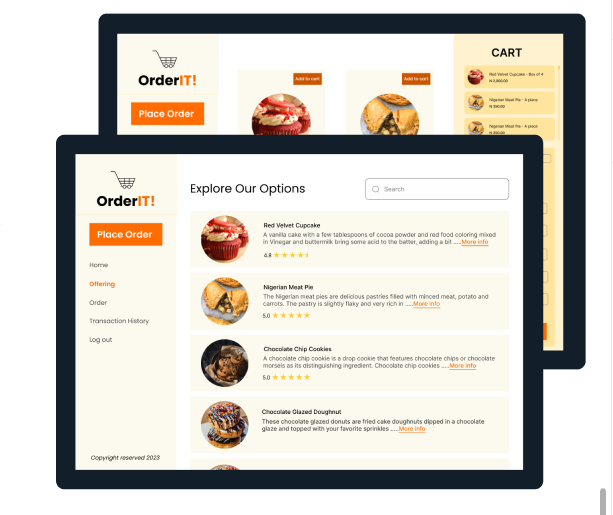 CART
Add to cart
Add to cart
Red Velvet Cupcake - Box of 4
N 2,500.00
OrderIT!
Nigerian Meat Pie - 4 piece
N 350.00
Place Order
Nigerian Meat Pie - 4 piece
N 350.00
OrderIT!
Place Order
Home
Offering
Order
Transaction History
Log out
Copyright reserved 2023
Explore Our Options
Search
Red Velvet Cupcake
A vanilla cake with a few tablespoons of cocoa powder and red food coloring mixed
in Vinegar and buttermilk bring some acid to the batter, adding a bit .....More info
4.8
Nigerian Meat Pie
The Nigerian meat pies are delicious pastries filled with minced meat, potato and
carrots. The pastry is slightly flaky and very rich in .....More info
5.0
Chocolate Chip Cookies
A chocolate chip cookie is a drop cookie that features chocolate chips or chocolate
morsels as its distinguishing ingredient. Chocolate chip cookies .....More info
5.0
Chocolate Glazed Doughnut
These chocolate glazed donuts are fried cake doughnuts dipped in a chocolate
glaze and topped with your favorite sprinkles .....More info